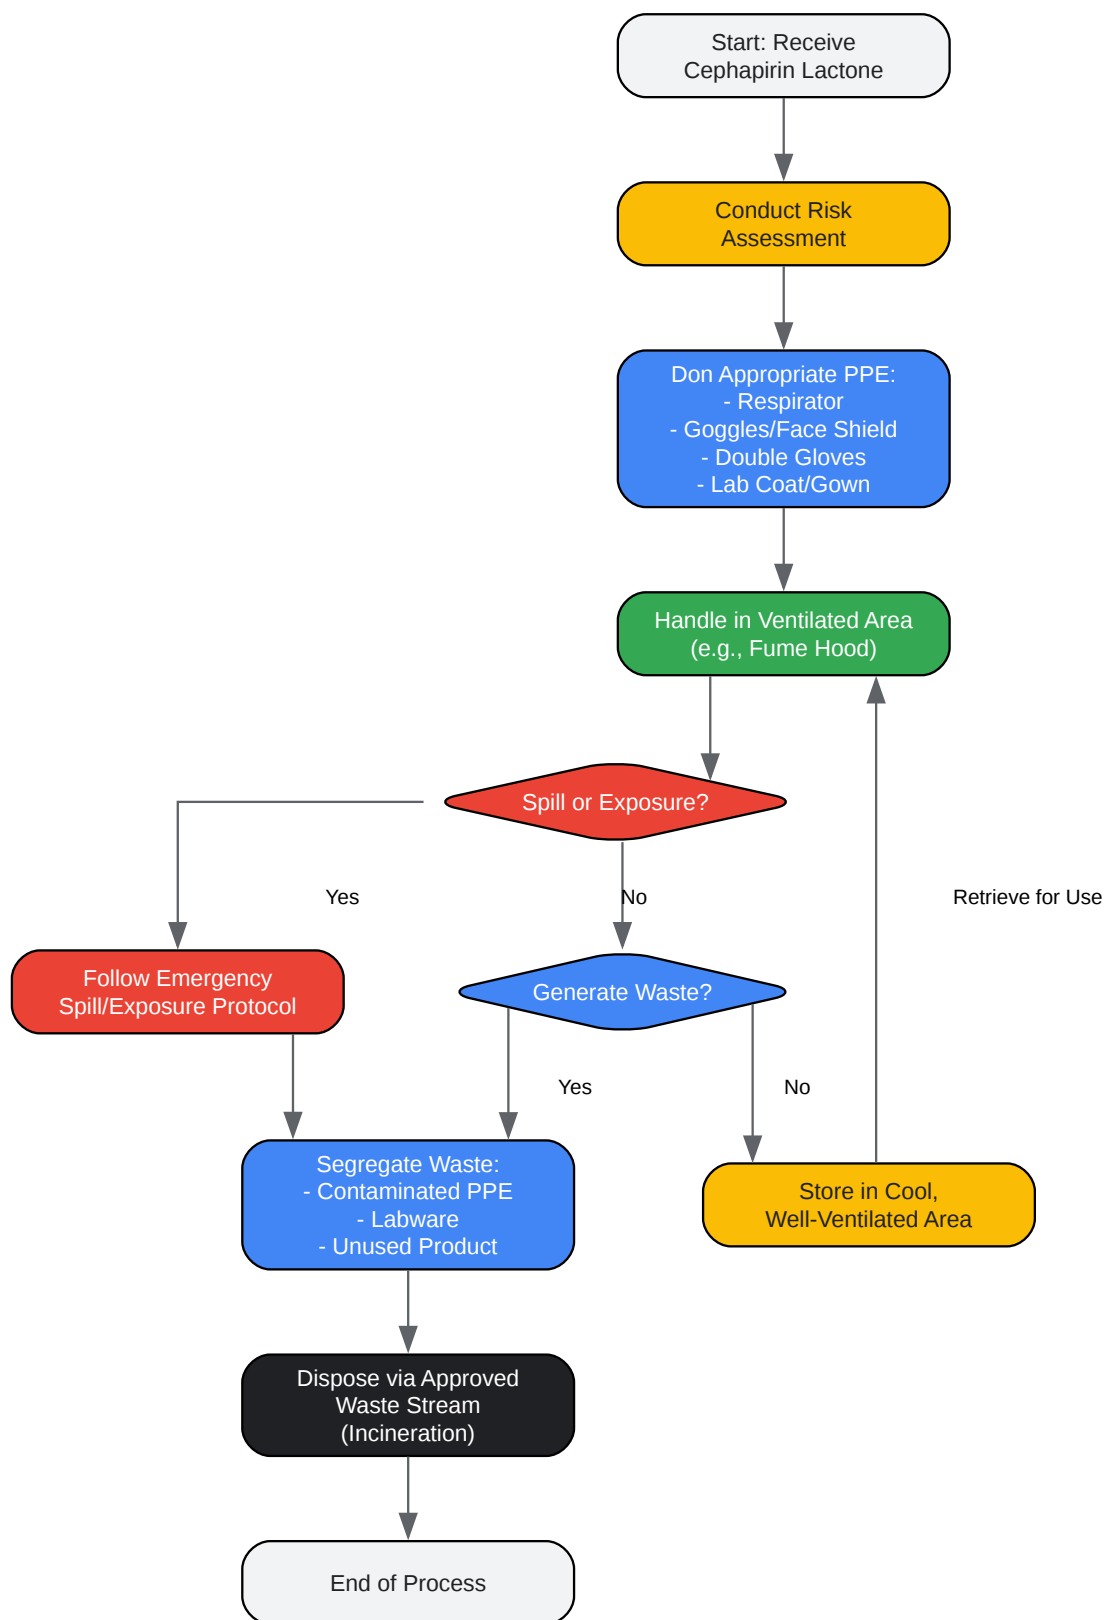 Start: Receive
Cephapirin Lactone
Conduct Risk
Assessment
Don Appropriate PPE:
- Respirator
- Goggles/Face Shield
- Double Gloves
- Lab Coat/Gown
Handle in Ventilated Area
(e.g., Fume Hood)
Spill or Exposure?
Yes
No
Retrieve for Use
Follow Emergency
Spill/Exposure Protocol
Generate Waste?
Yes
No
Segregate Waste:
- Contaminated PPE
- Labware
- Unused Product
Store in Cool,
Well-Ventilated Area
Dispose via Approved
Waste Stream
(Incineration)
End of Process